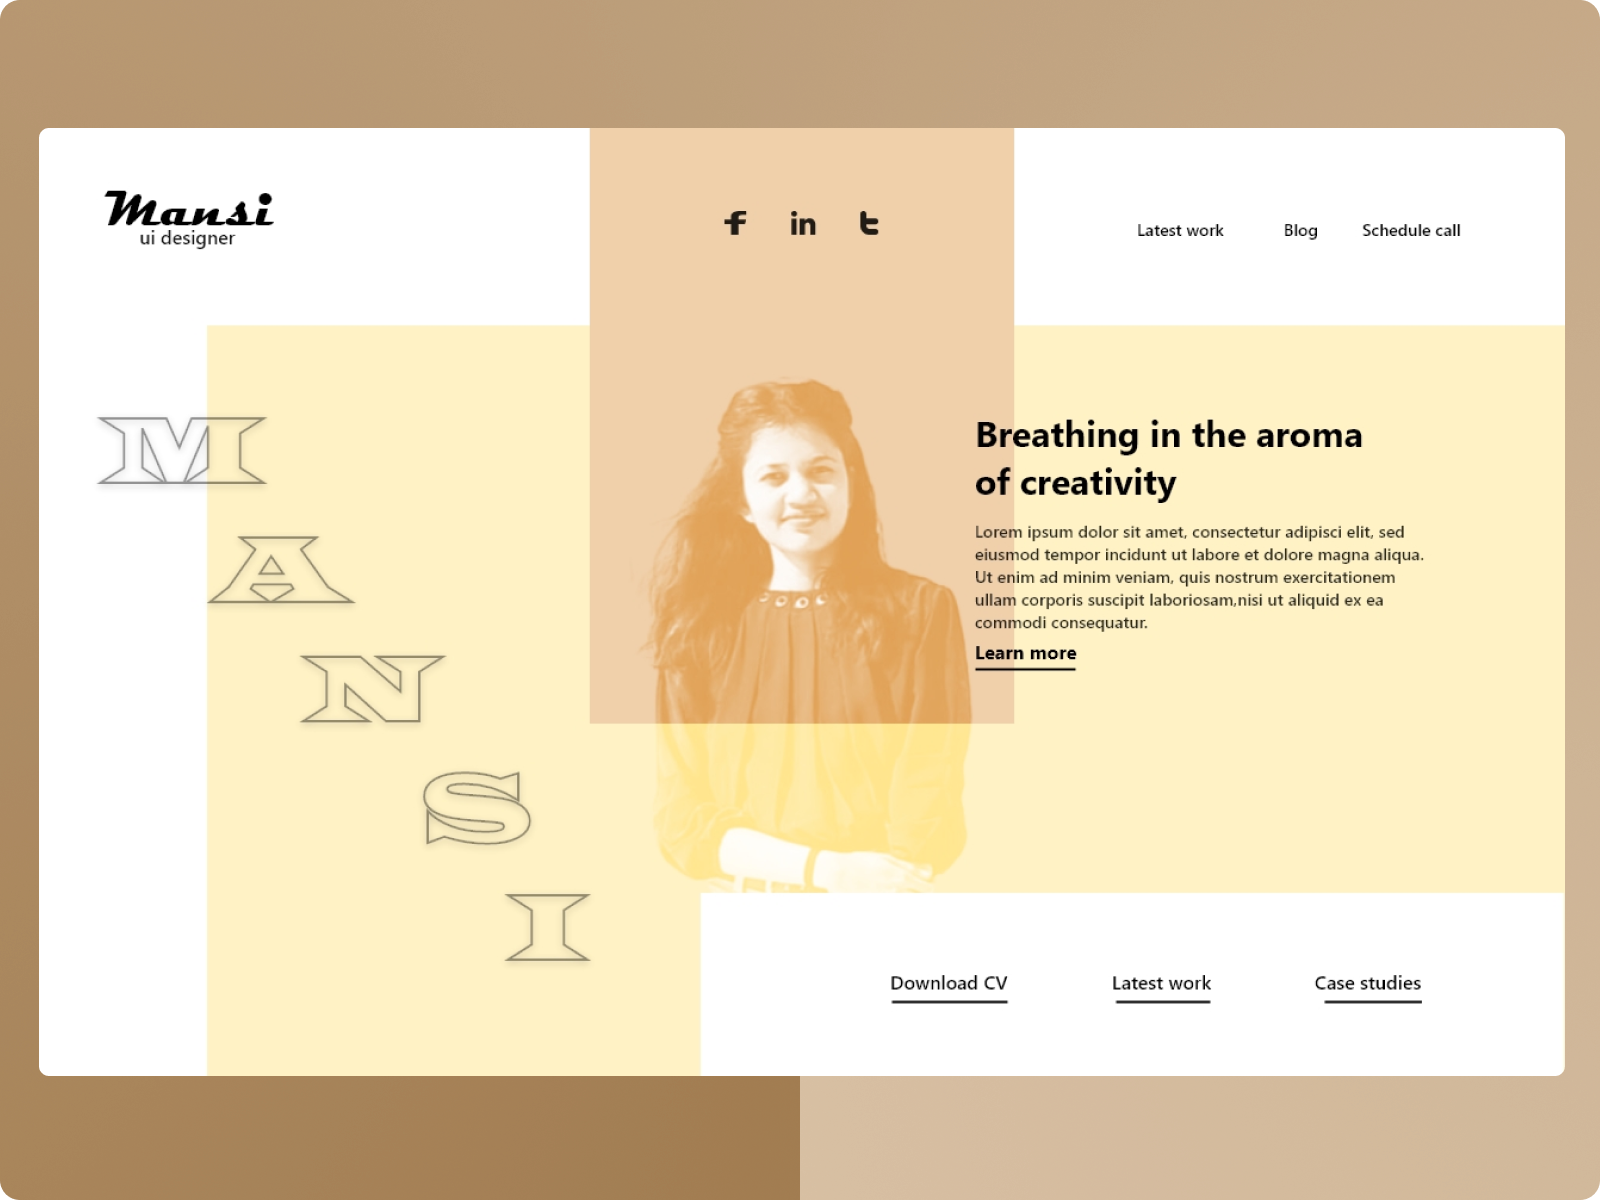 Mansi
ui designer
f in t
Latest work Blog Schedule call
M
A
N
S
I
Breathing in the aroma
of creativity
Lorem ipsum dolor sit amet, consectetur adipisci elit, sed
eiusmod tempor incidunt ut labore et dolore magna aliqua.
Ut enim ad minim veniam, quis nostrum exercitationem
ullam corporis suscipit laboriosam,nisi ut aliquid ex ea
commodi consequatur.
Learn more
Download CV Latest work Case studies